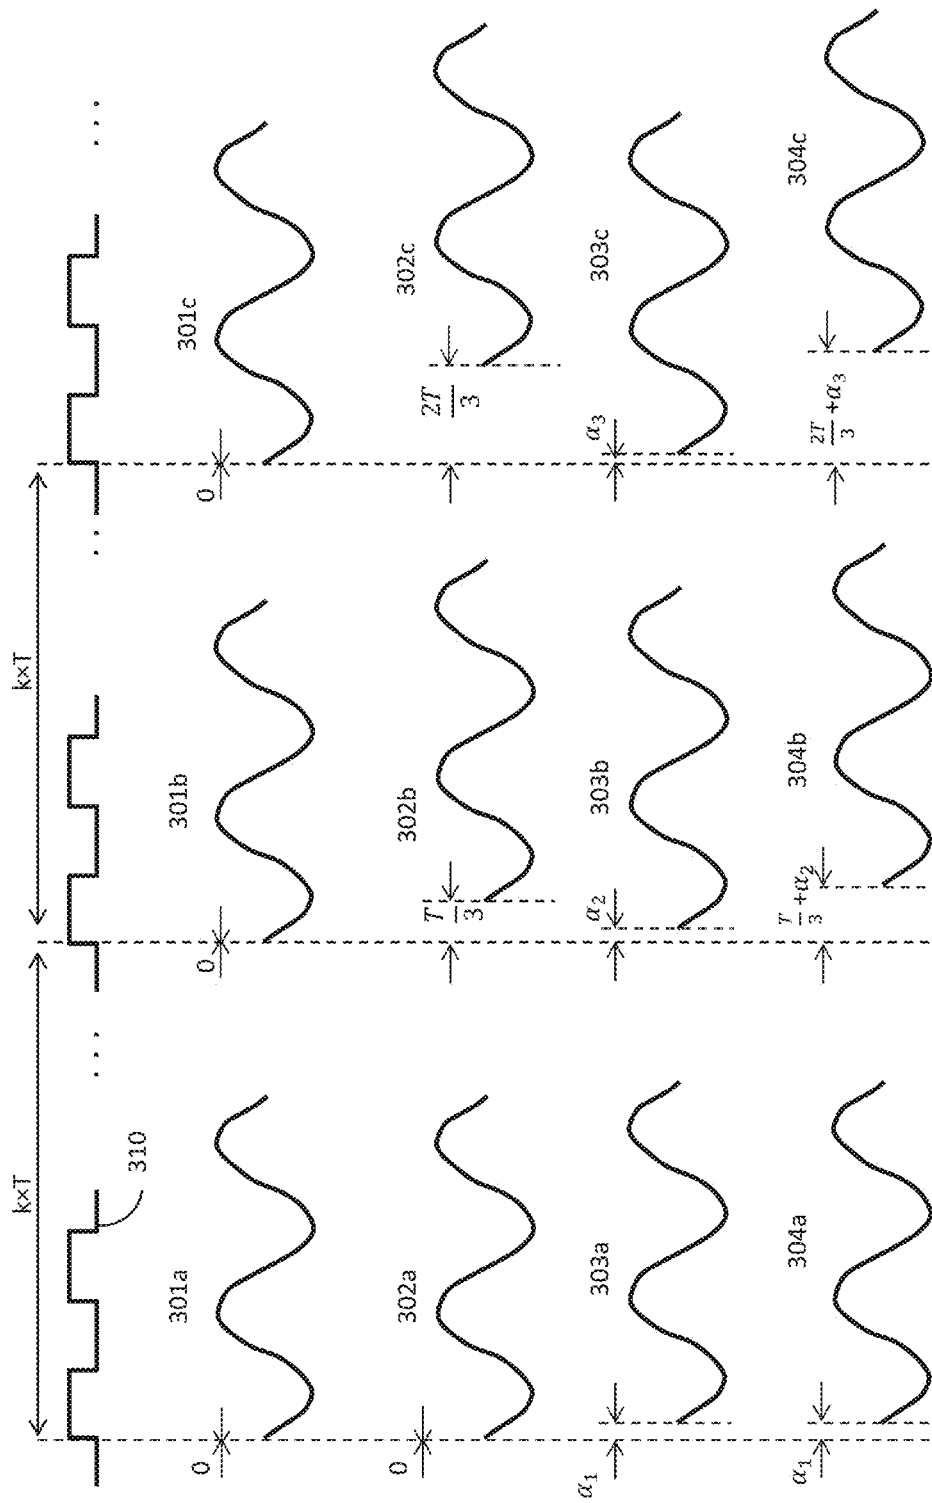 k×T
k×T
310
. . .
. .
. . .
301a
301b
301c
0
0
0
302a
302b
302c
0
T/3
2T/3
303a
303b
303c
α₁
α₂
α₃
304a
304b
304c
α₁
T/3 +α₂
2T/3 +α₃